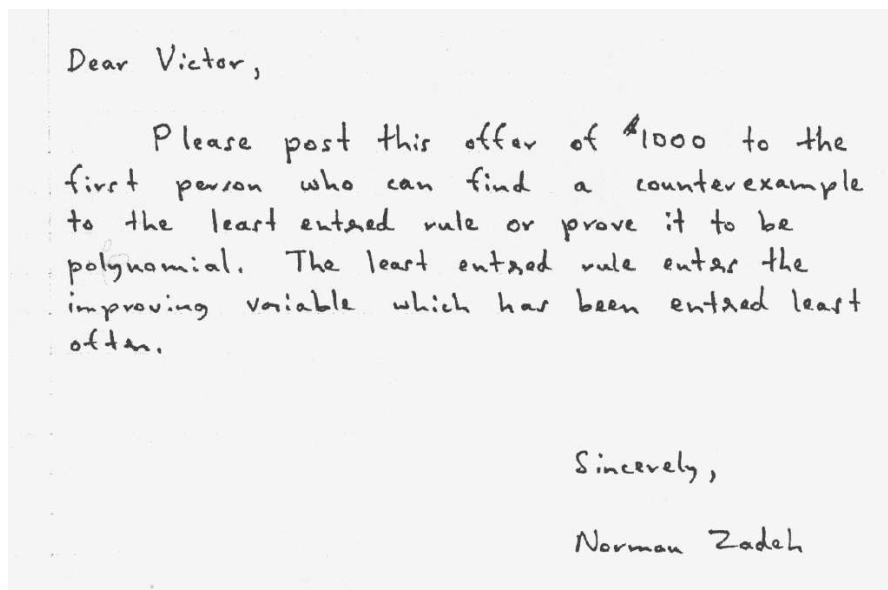 Dear Victor,
Please post this offer of $1000 to the
first person who can find a counterexample
to the least entered rule or prove it to be
polynomial. The least entered rule enters the
improving variable which has been entered least
often.
Sincerely,
Norman Zadeh